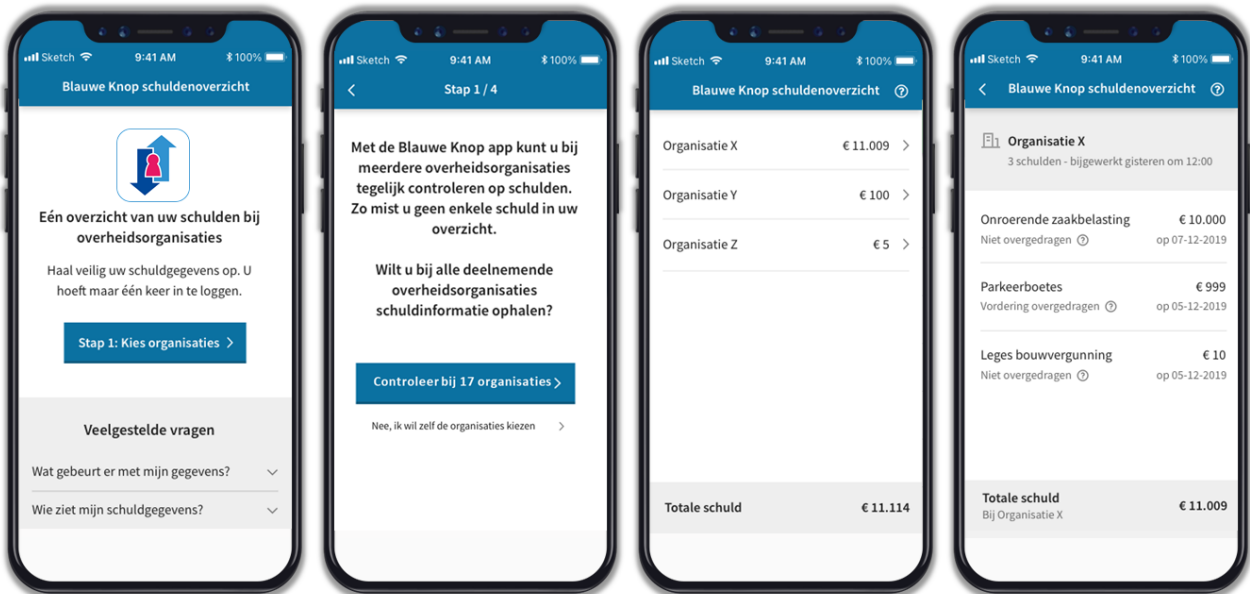 Sketch 9:41 AM 100%
Blauwe Knop schuldenoverzicht
Eén overzicht van uw schulden bij
overheidsorganisaties
Haal veilig uw schuldgegevens op. U
hoeft maar één keer in te loggen.
Stap 1: Kies organisaties
Veelgestelde vragen
Wat gebeurt er met mijn gegevens?
Wie ziet mijn schuldgegevens?
Sketch 9:41 AM 100%
Stap 1 / 4
Met de Blauwe Knop app kunt u bij
meerdere overheidsorganisaties
tegelijk controleren op schulden.
Zo mist u geen enkele schuld in uw
overzicht.
Wilt u bij alle deelnemende
overheidsorganisaties
schuldinformatie ophalen?
Controleer bij 17 organisaties
Nee, ik wil zelf de organisaties kiezen
Sketch 9:41 AM 100%
Blauwe Knop schuldenoverzicht ?
Organisatie X € 11.009
Organisatie Y € 100
Organisatie Z € 5
Totale schuld € 11.114
Sketch 9:41 AM 100%
Blauwe Knop schuldenoverzicht ?
Organisatie X
3 schulden - bijgewerkt gisteren om 12:00
Onroerende zaakbelasting € 10.000
Niet overgedragen ? op 07-12-2019
Parkeerboetes € 999
Vordering overgedragen ? op 05-12-2019
Leges bouwvergunning € 10
Niet overgedragen ? op 05-12-2019
Totale schuld € 11.009
Bij Organisatie X